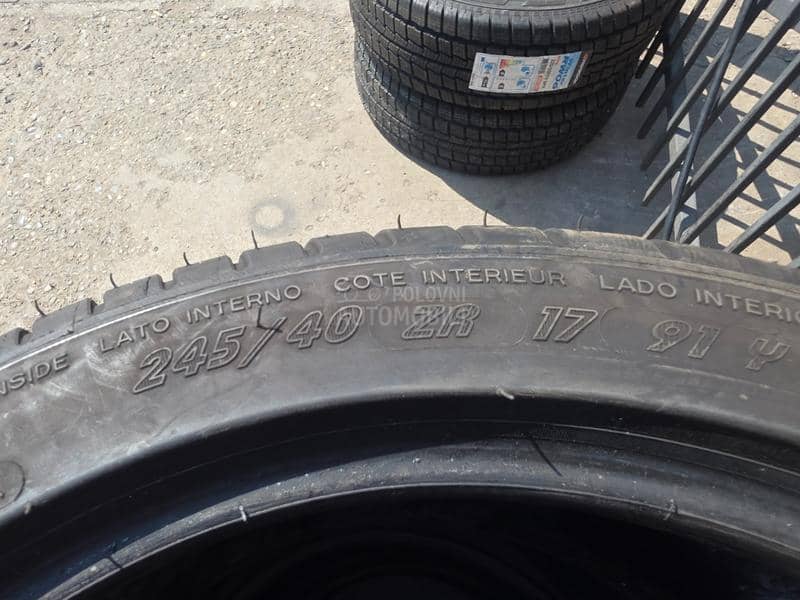 INSIDE LATO INTERNO COTE INTERIEUR LADO INTERIO
245/40 ZR 17 91 Y
POLOVNI
AUTOMOBILI